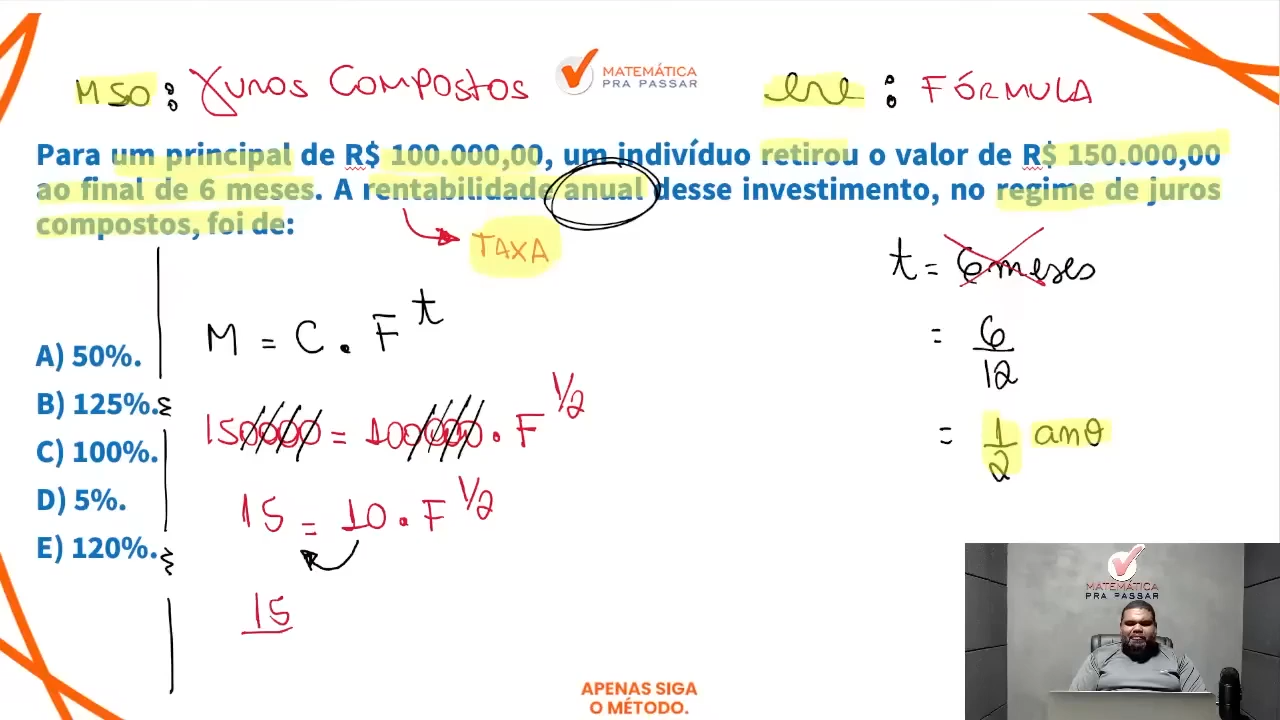 MSO: Juros Compostos
MATEMÁTICA
PRA PASSAR
: FÓRMULA
Para um principal de R$ 100.000,00, um indivíduo retirou o valor de R$ 150.000,00
ao final de 6 meses. A rentabilidade anual desse investimento, no regime de juros
compostos, foi de:
TAXA
t = 6 meses
= 6/12
= 1/2 ano
M = C . F^t
150000 = 100000 . F^1/2
15 = 10 . F^1/2
15
A) 50%.
B) 125%.
C) 100%.
D) 5%.
E) 120%.
MATEMÁTICA
PRA PASSAR
APENAS SIGA
O MÉTODO.